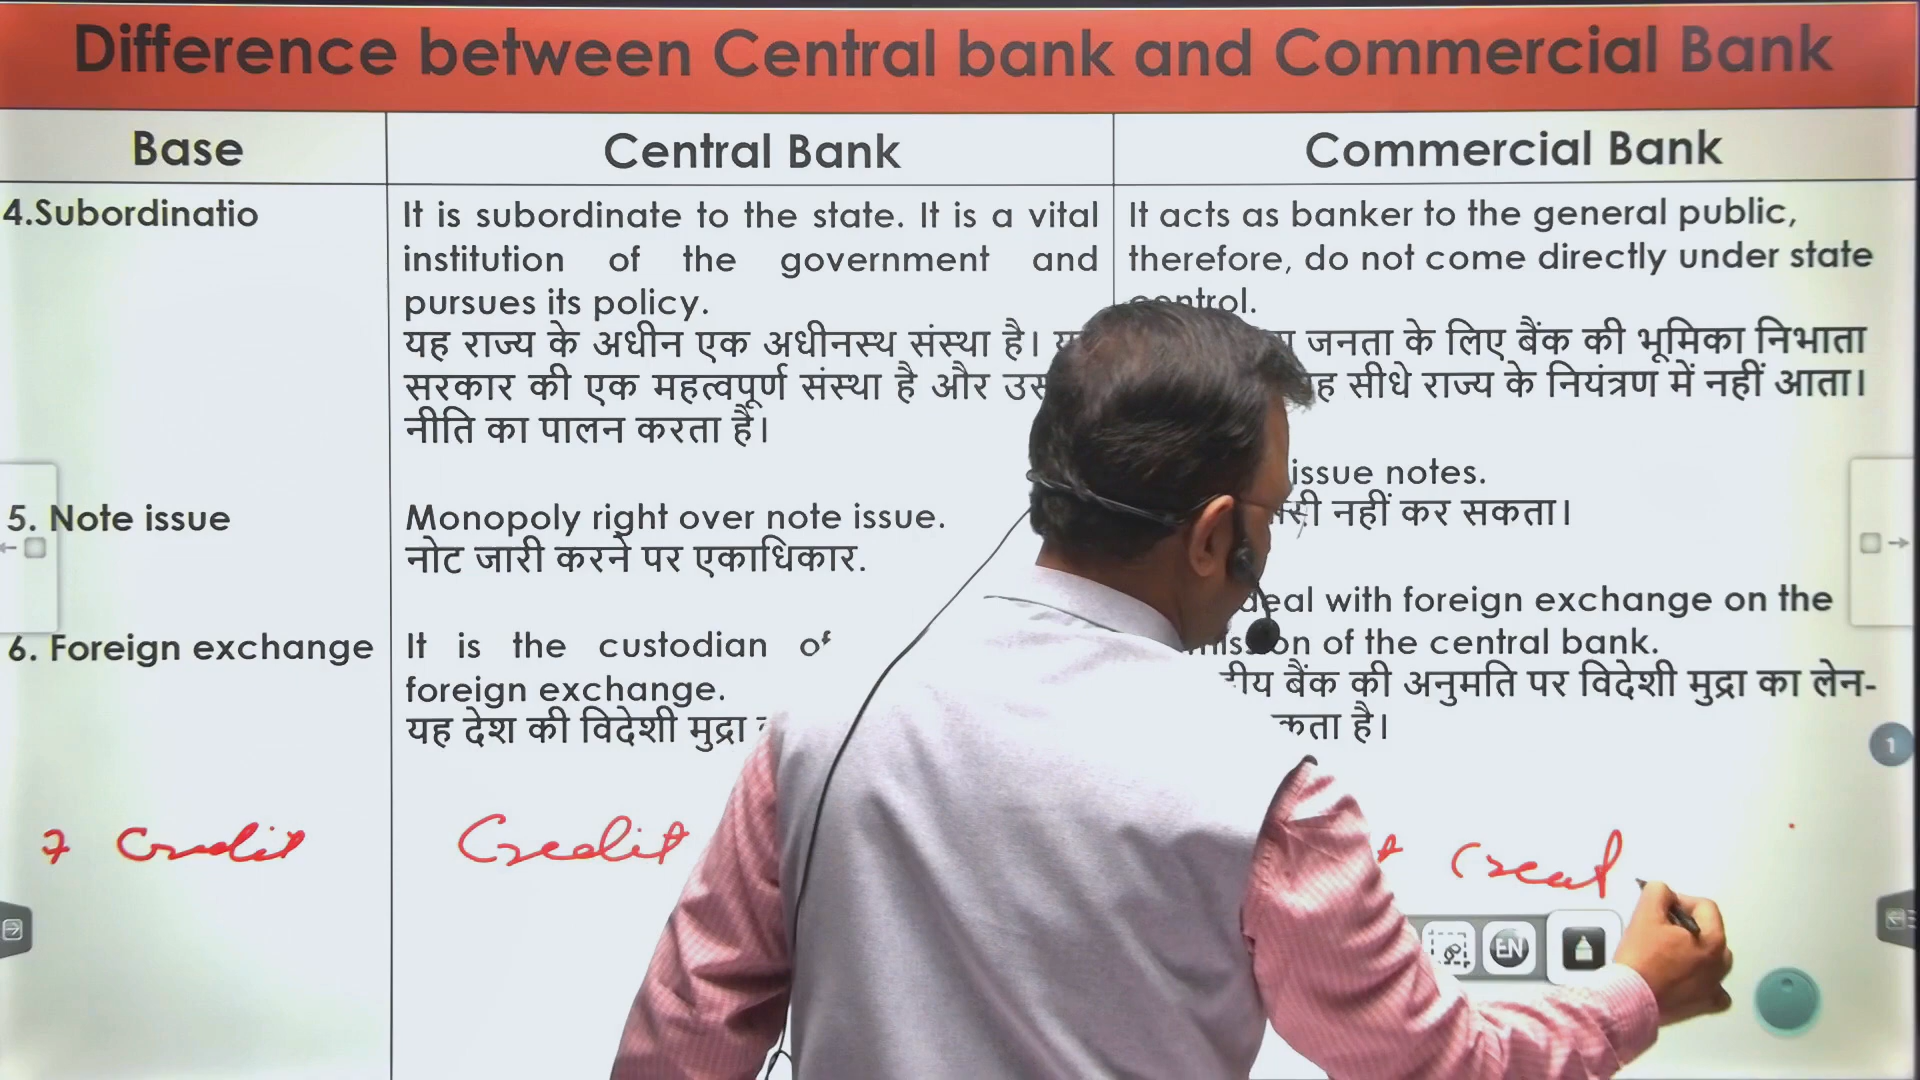 Difference between Central bank and Commercial Bank
Base
Central Bank
Commercial Bank
4.Subordinatio
It is subordinate to the state. It is a vital
institution of the government and
pursues its policy.
यह राज्य के अधीन एक अधीनस्थ संस्था है।
सरकार की एक महत्वपूर्ण संस्था है और
नीति का पालन करता है।
It acts as banker to the general public,
therefore, do not come directly under state
control.
जनता के लिए बैंक की भूमिका निभाता
सीधे राज्य के नियंत्रण में नहीं आता।
5. Note issue
Monopoly right over note issue.
नोट जारी करने पर एकाधिकार.
issue notes.
नहीं कर सकता।
6. Foreign exchange
It is the custodian of
foreign exchange.
यह देश की विदेशी मुद्रा
deal with foreign exchange on the
of the central bank.
बैंक की अनुमति पर विदेशी मुद्रा का लेन-
है।
7 Credit
Credit
Creat
EN
1